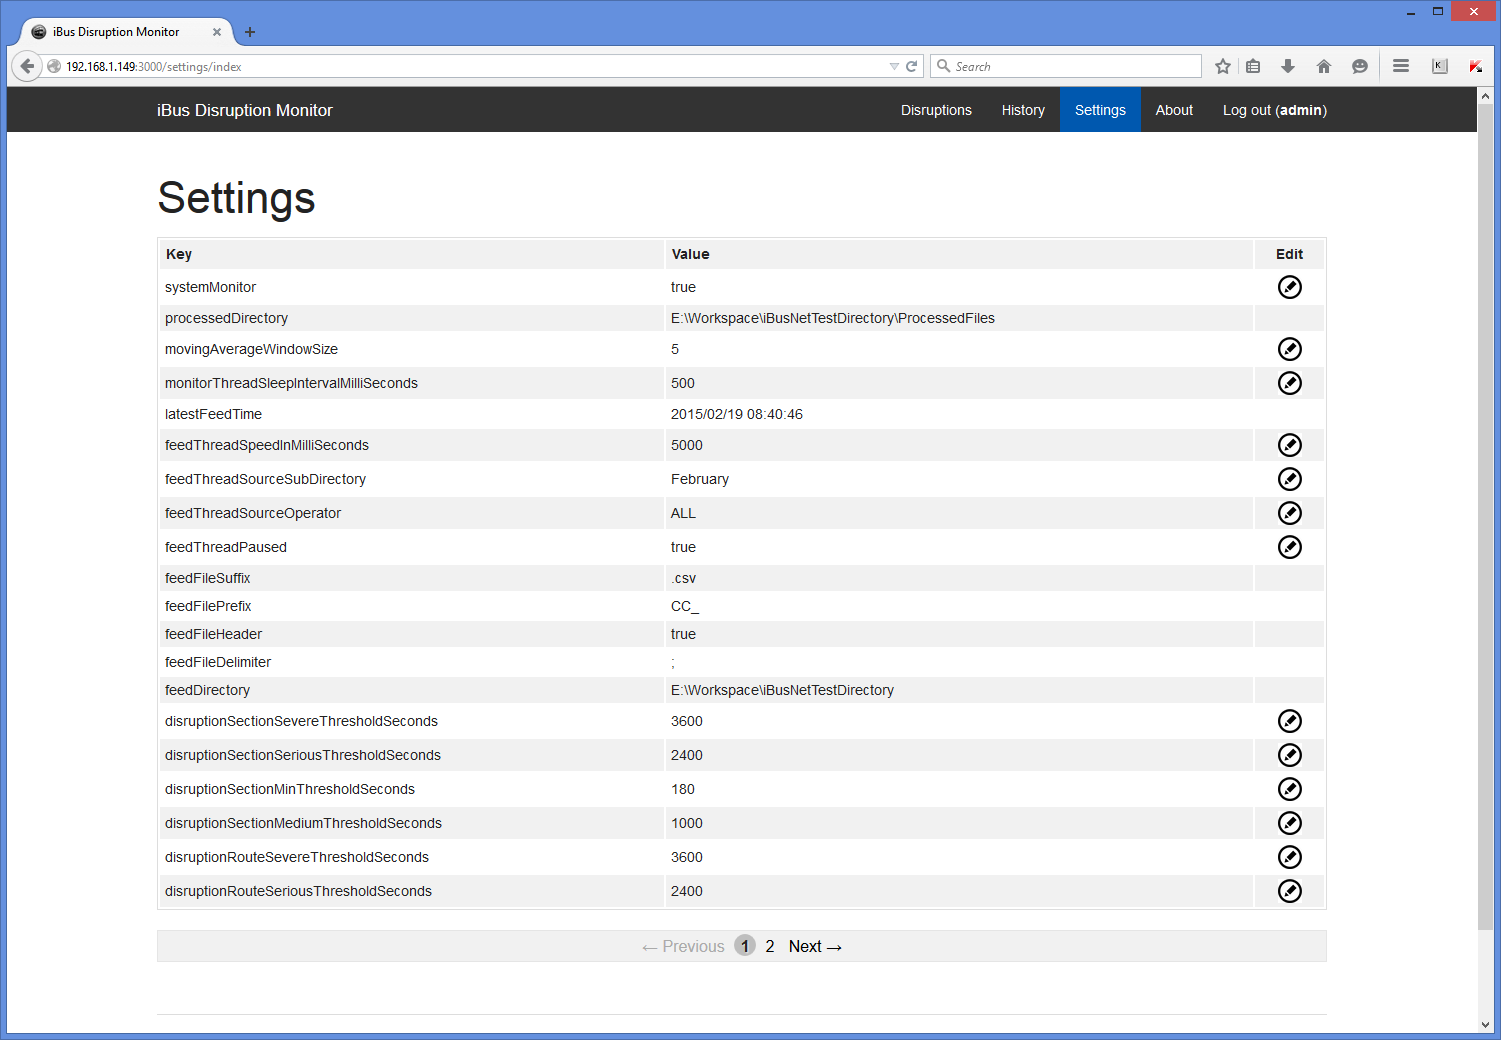 iBus Disruption Monitor
192.168.1.149:3000/settings/index
Search
iBus Disruption Monitor Disruptions History Settings About Log out (admin)
Settings
Key Value Edit
systemMonitor true
processedDirectory E:\Workspace\iBusNetTestDirectory\ProcessedFiles
movingAverageWindowSize 5
monitorThreadSleepIntervalMilliSeconds 500
latestFeedTime 2015/02/19 08:40:46
feedThreadSpeedInMilliSeconds 5000
feedThreadSourceSubDirectory February
feedThreadSourceOperator ALL
feedThreadPaused true
feedFileSuffix .csv
feedFilePrefix CC_
feedFileHeader true
feedFileDelimiter ;
feedDirectory E:\Workspace\iBusNetTestDirectory
disruptionSectionSevereThresholdSeconds 3600
disruptionSectionSeriousThresholdSeconds 2400
disruptionSectionMinThresholdSeconds 180
disruptionSectionMediumThresholdSeconds 1000
disruptionRouteSevereThresholdSeconds 3600
disruptionRouteSeriousThresholdSeconds 2400
← Previous 1 2 Next →